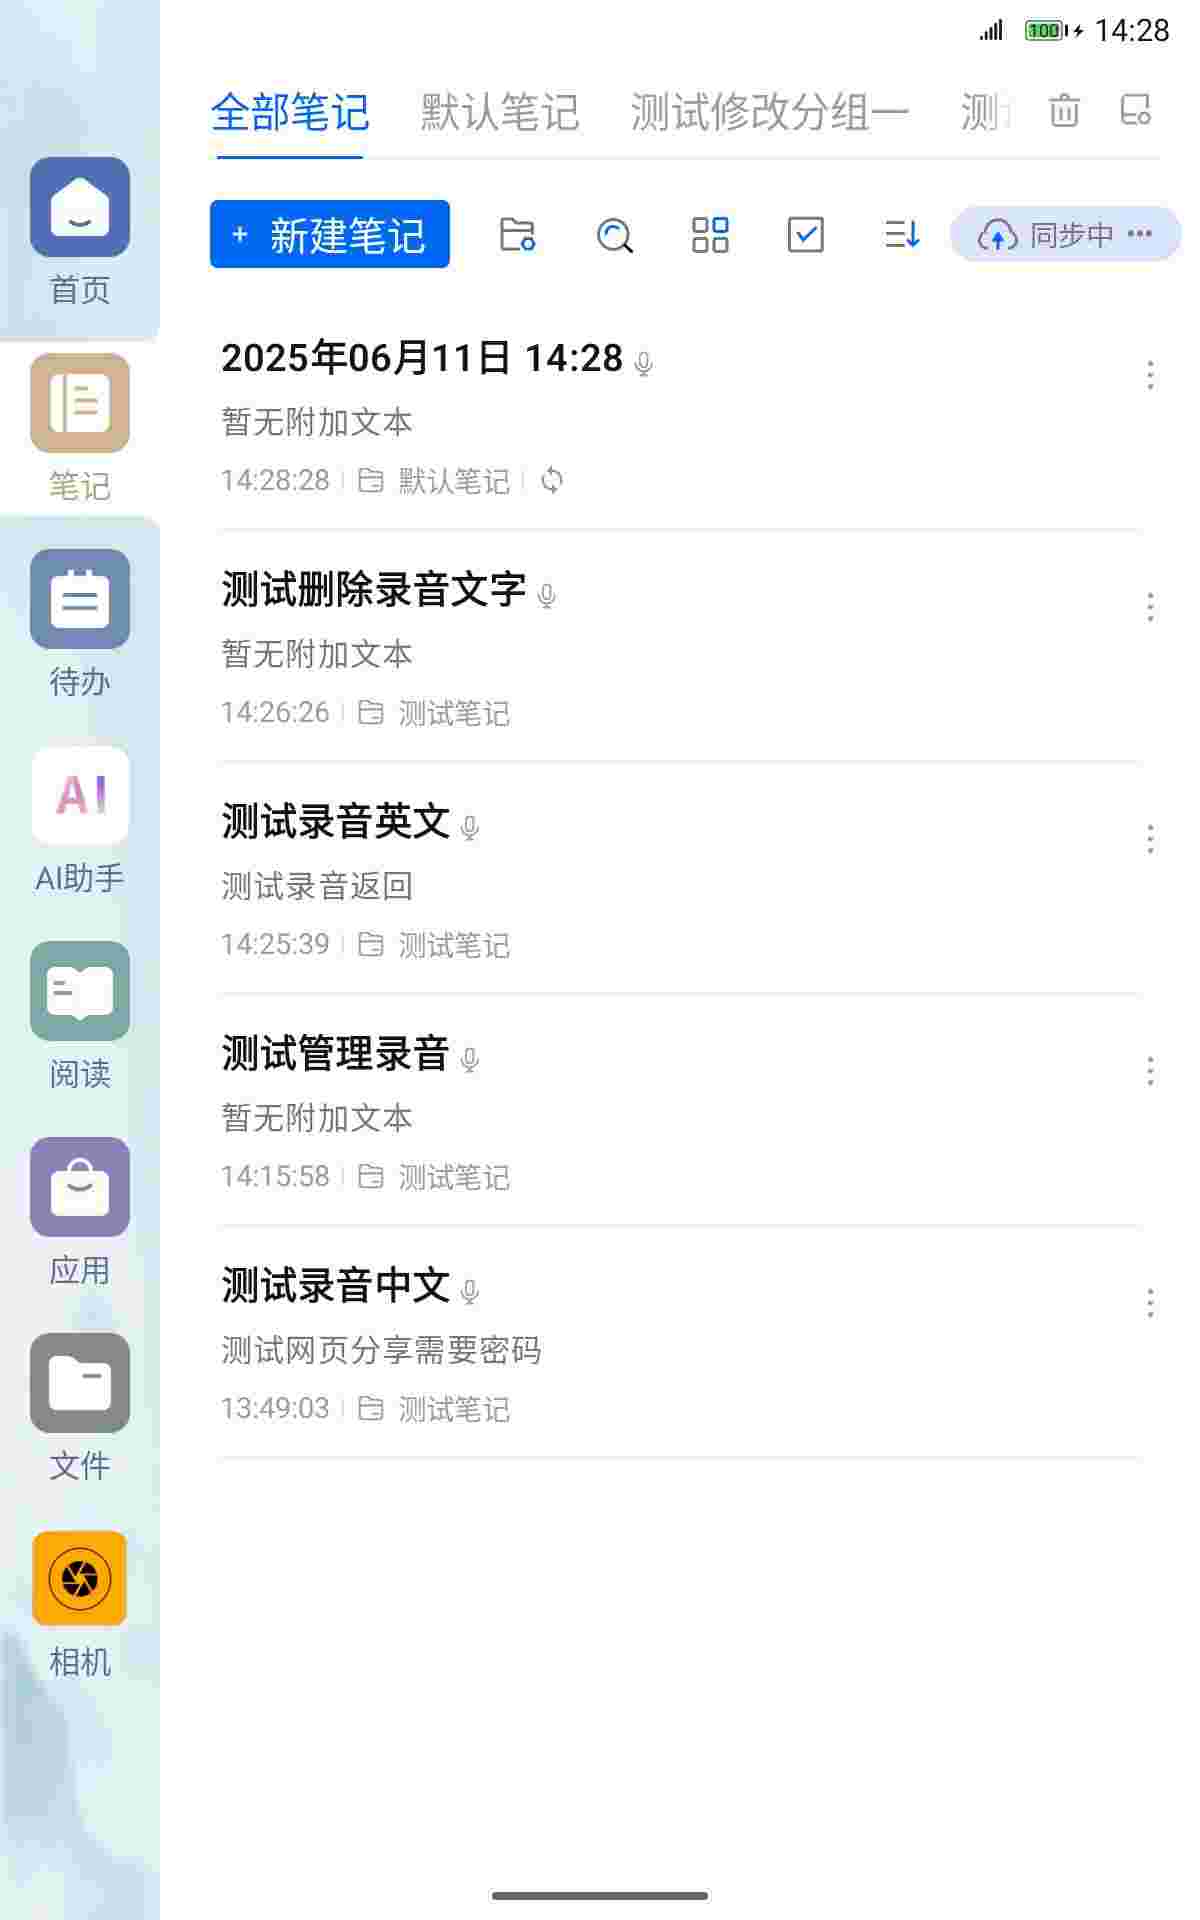 100 14:28
全部笔记 默认笔记 测试修改分组一 测
+ 新建笔记 同步中 •••
首页
笔记
待办
AI
AI助手
阅读
应用
文件
相机
2025年06月11日 14:28
暂无附加文本
14:28:28 默认笔记
测试删除录音文字
暂无附加文本
14:26:26 测试笔记
测试录音英文
测试录音返回
14:25:39 测试笔记
测试管理录音
暂无附加文本
14:15:58 测试笔记
测试录音中文
测试网页分享需要密码
13:49:03 测试笔记